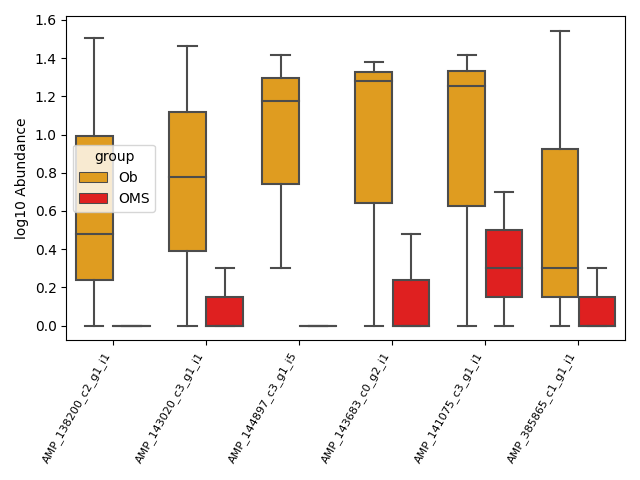 1.6
1.4
1.2
1.0
0.8
0.6
0.4
0.2
0.0
log10 Abundance
group
Ob
OMS
AMP_138200_c2_g1_i1
AMP_143020_c3_g1_i1
AMP_144897_c3_g1_i5
AMP_143683_c0_g2_i1
AMP_141075_c3_g1_i1
AMP_385865_c1_g1_i1